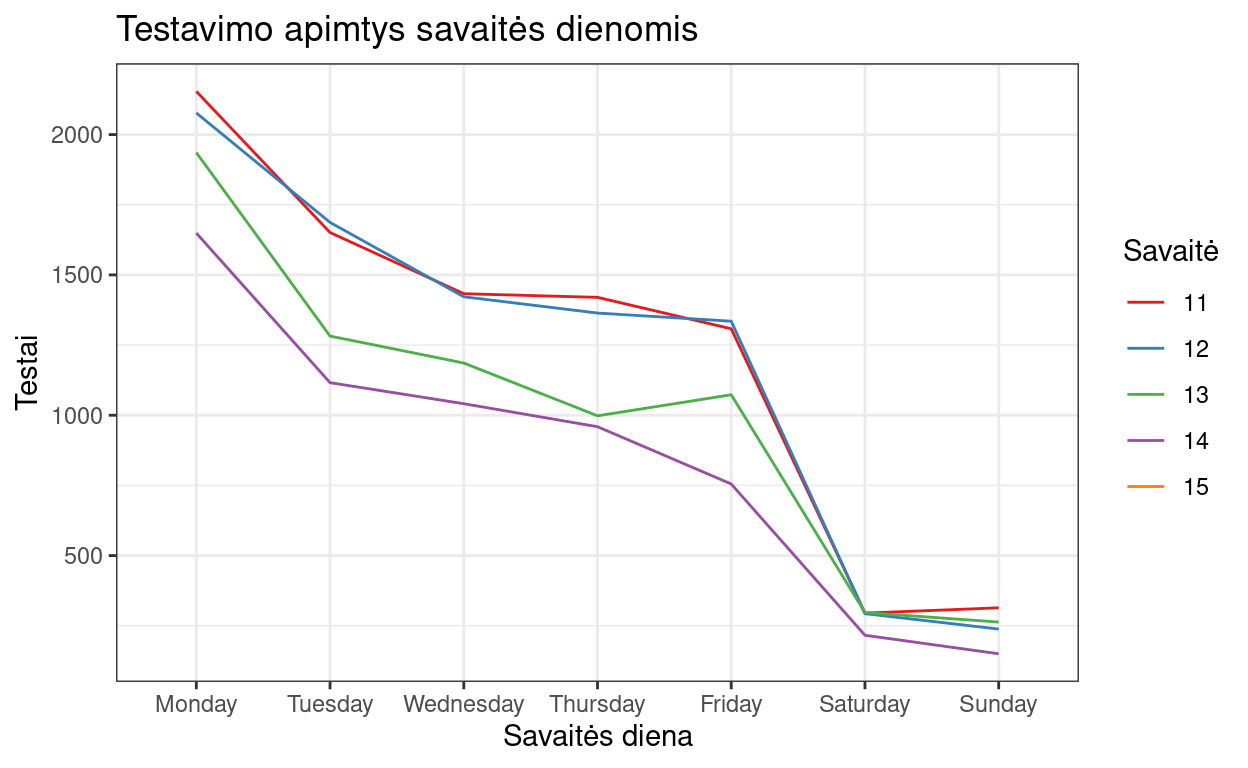 Testavimo apimtys savaitės dienomis
Testai
2000
1500
1000
500
Monday Tuesday Wednesday Thursday Friday Saturday Sunday
Savaitės diena
Savaitė
11
12
13
14
15